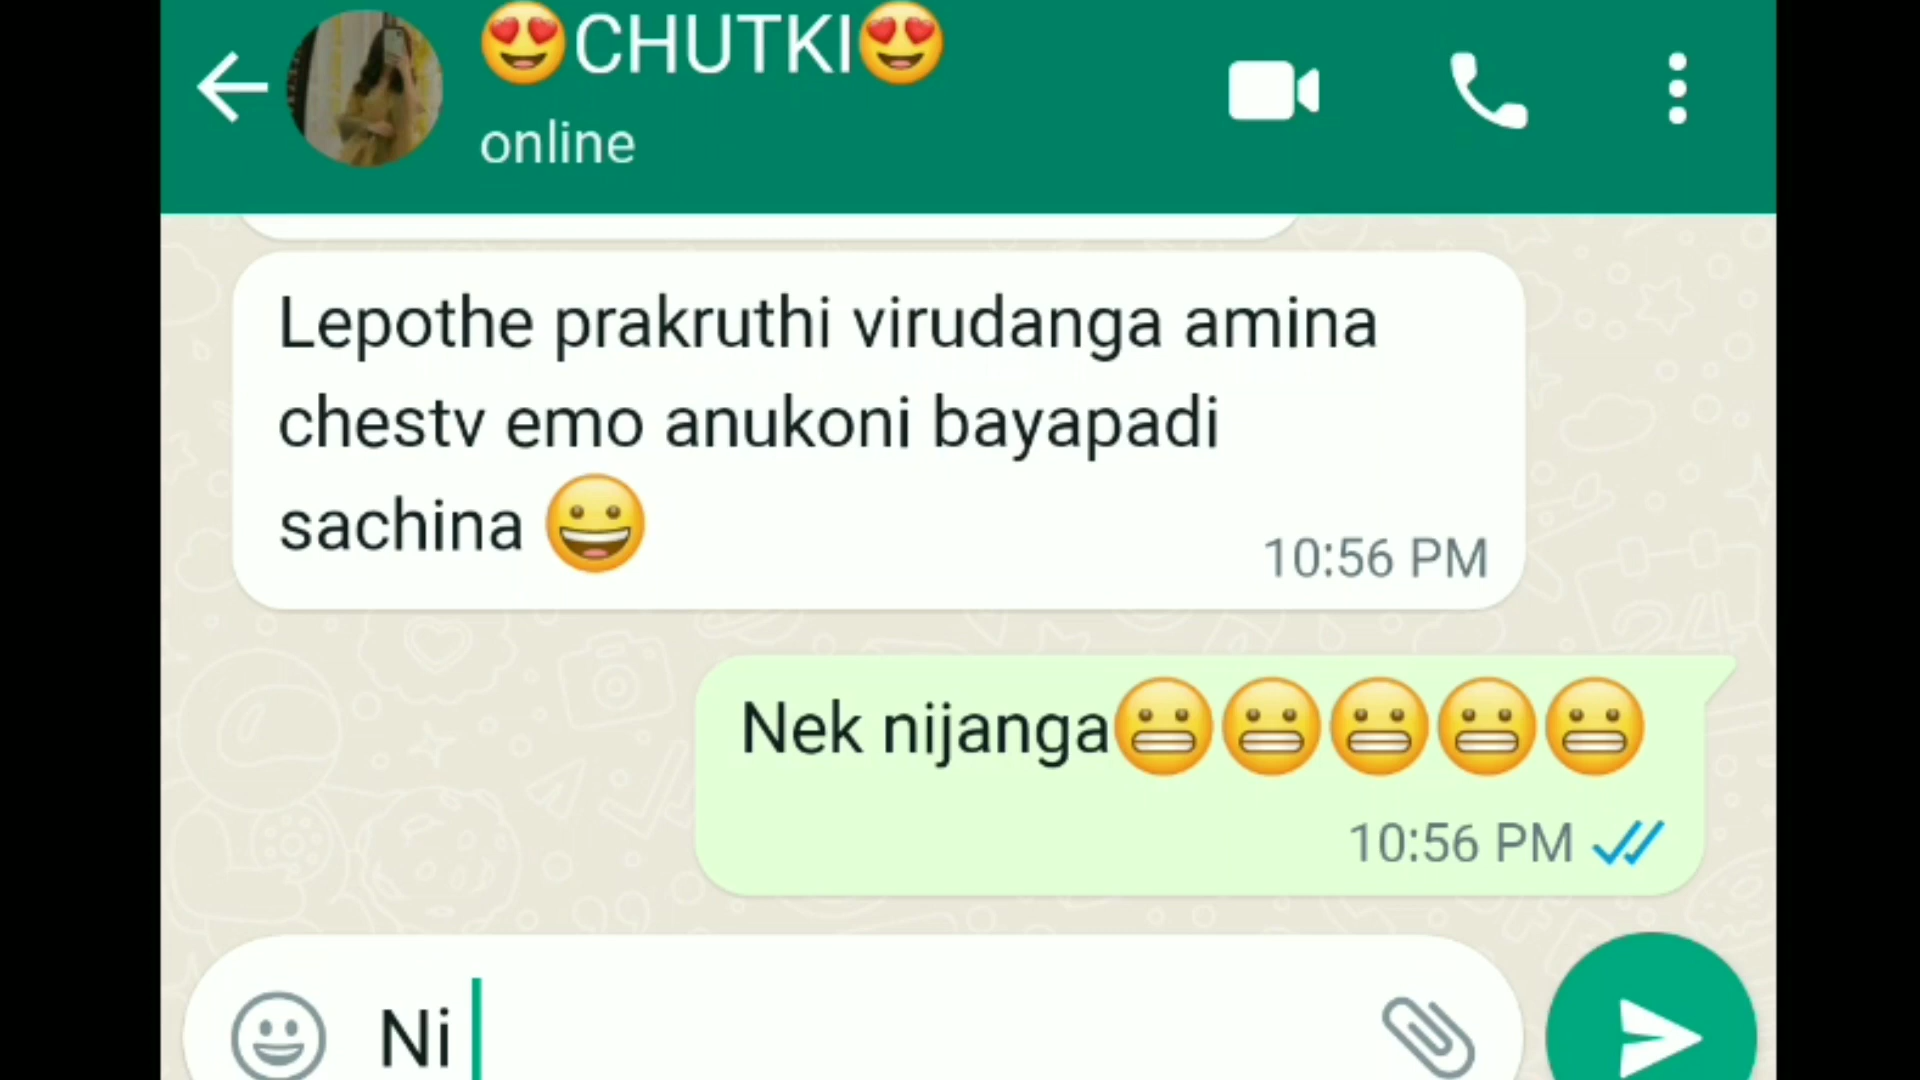 😍CHUTKI😍
online
Lepothe prakruthi virudanga amina
chestv emo anukoni bayapadi
sachina 😀
10:56 PM
Nek nijanga😬😬😬😬😬
10:56 PM
Ni